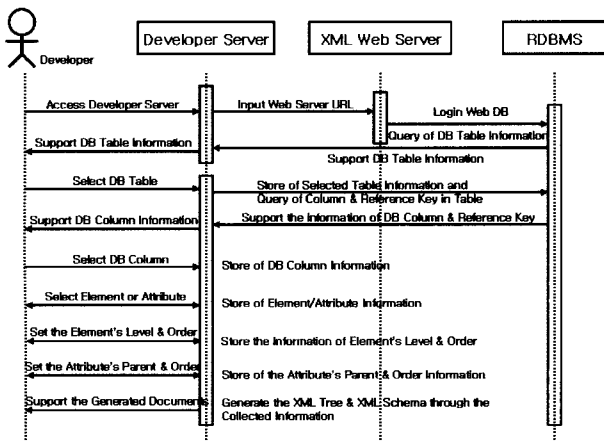 Developer Server
XML Web Server
RDBMS
Developer
Access Developer Server
Input Web Server URL
Login Web DB
Query of DB Table Information
Support DB Table Information
Support DB Table Information
Select DB Table
Store of Selected Table Information and
Query of Column & Reference Key in Table
Support DB Column Information
Support the Information of DB Column & Reference Key
Select DB Column
Store of DB Column Information
Select Element or Attribute
Store of Element/Attribute Information
Set the Element's Level & Order
Store the Information of Element's Level & Order
Set the Attribute's Parent & Order
Store of the Attribute's Parent & Order Information
Support the Generated Documents
Generate the XML Tree & XML Schema through the
Collected Information